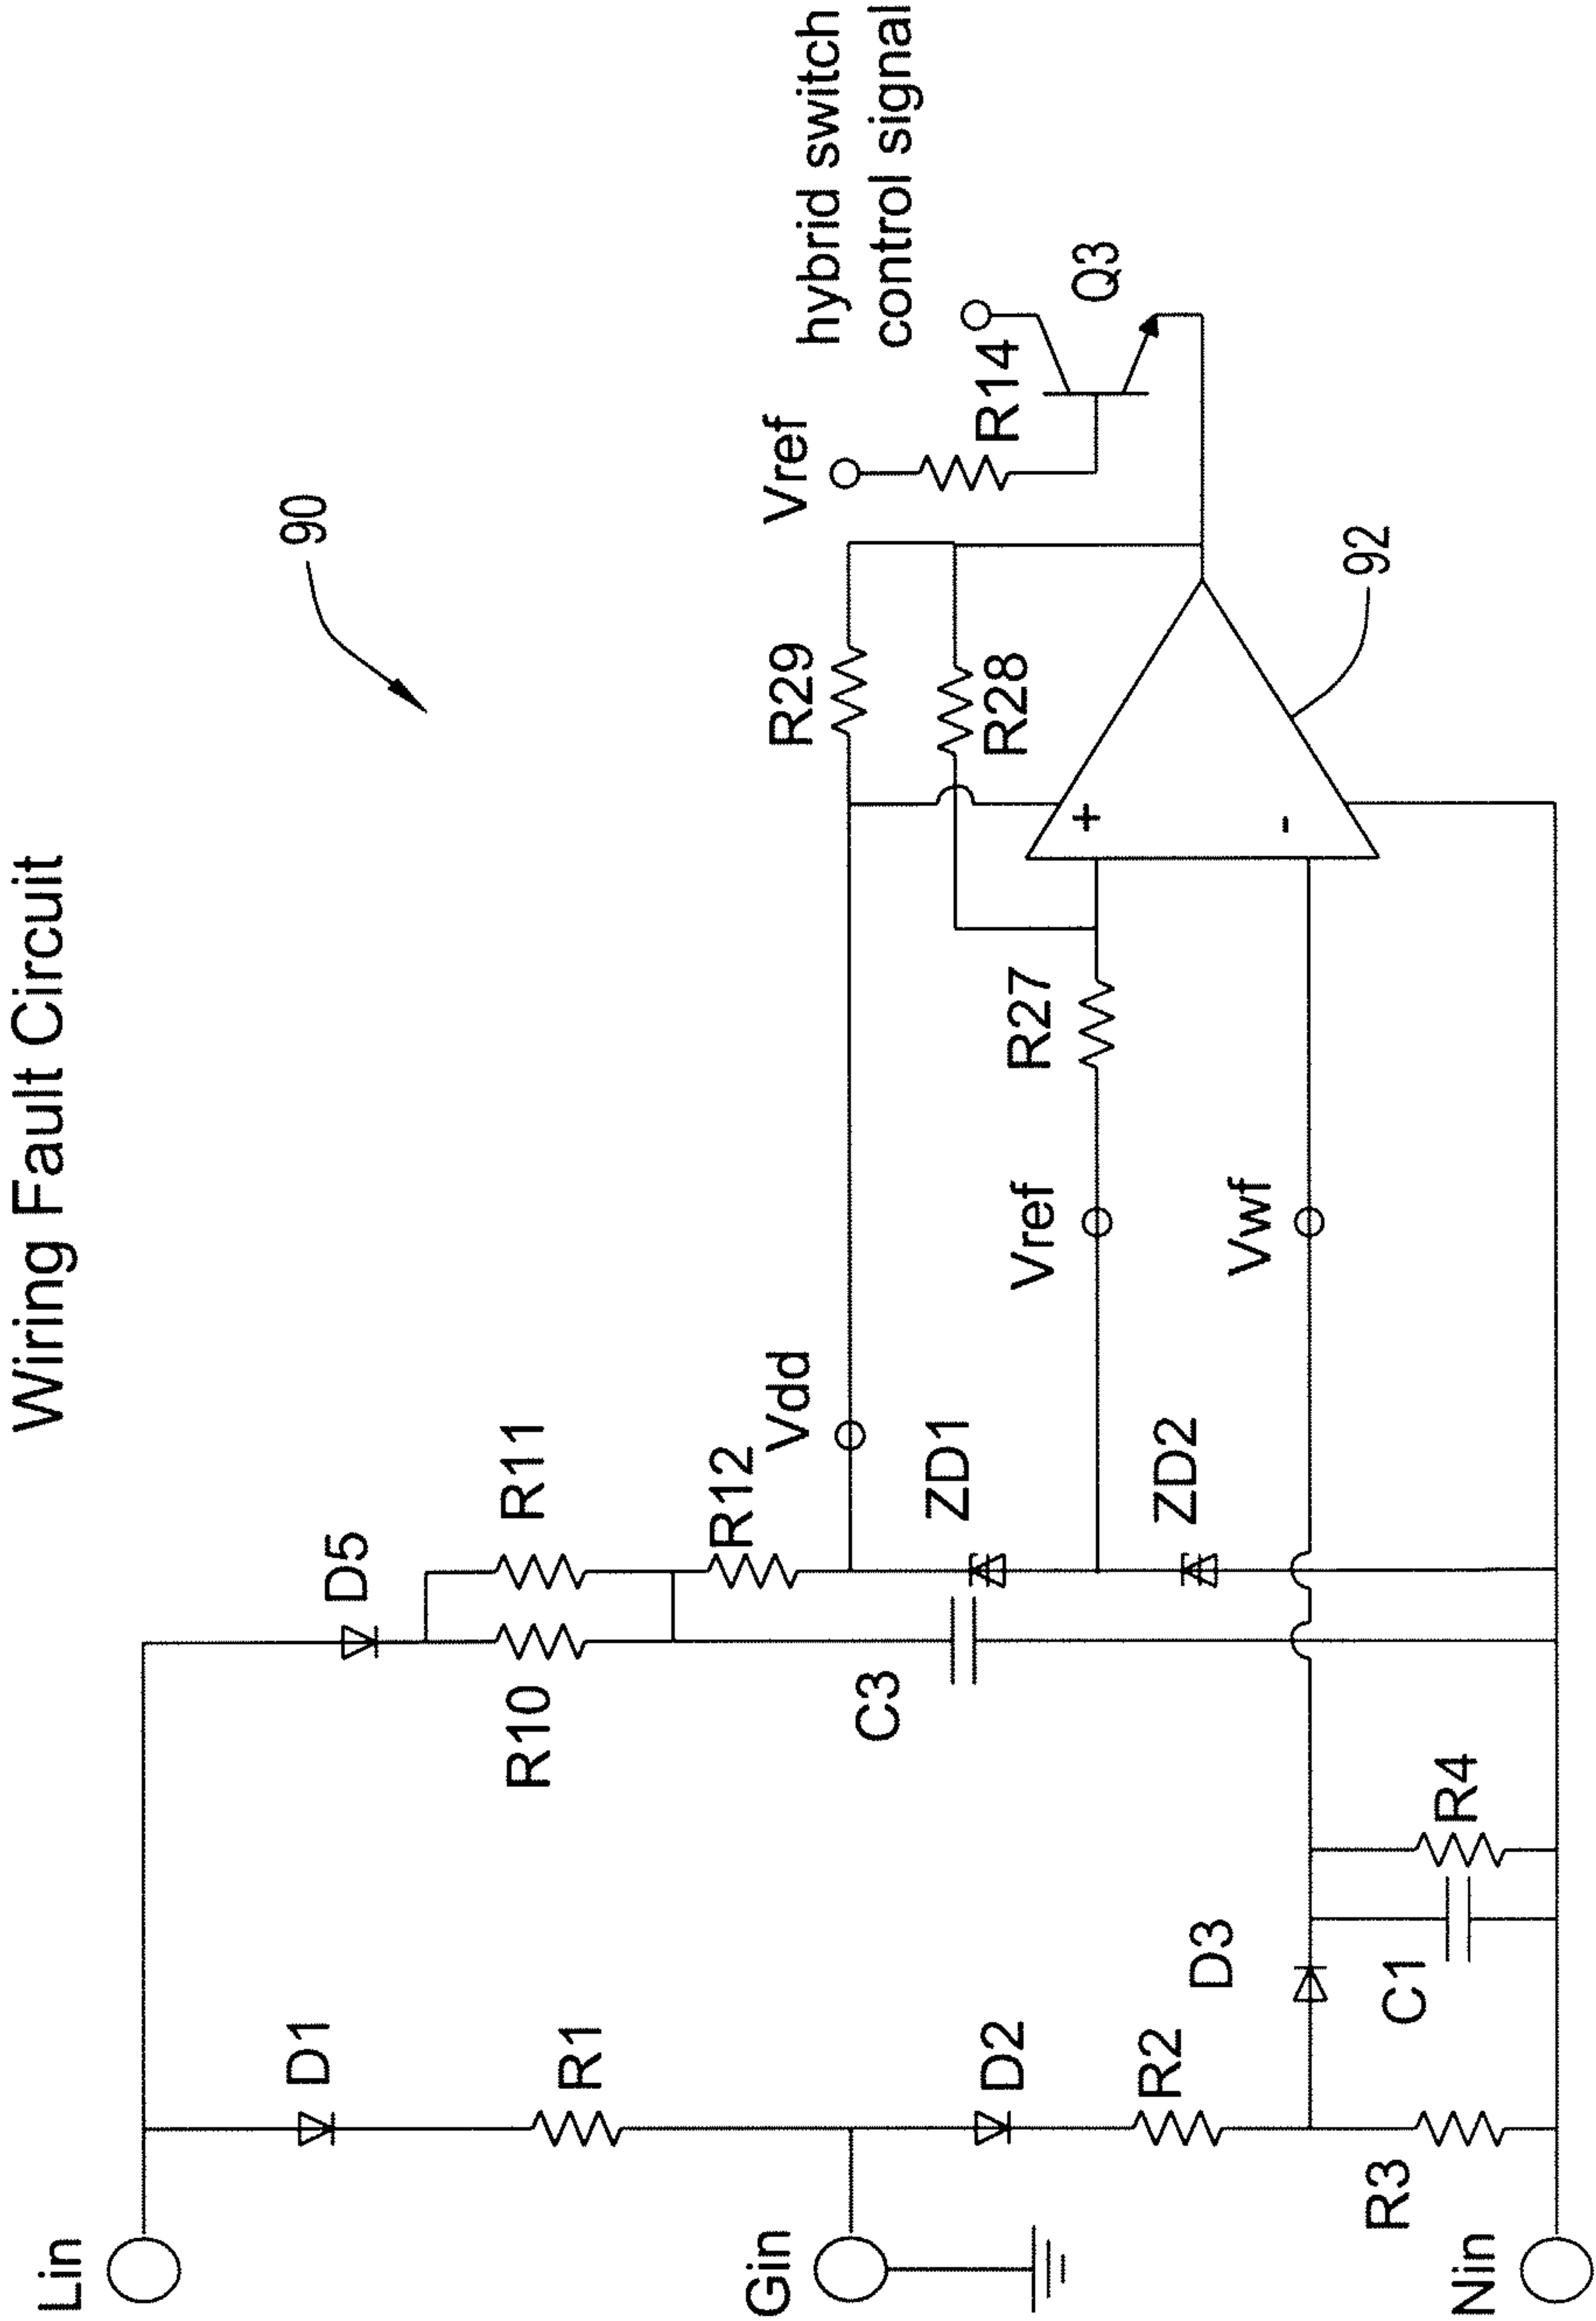 Wiring Fault Circuit
90
Lin
D1
R1
Gin
D2
R2
D3
R3
Nin
C1
R4
D5
R10
R11
R12
C3
Vdd
ZD1
ZD2
Vref
Vwf
R27
R29
R28
+
-
92
Vref
R14
Q3
hybrid switch
control signal